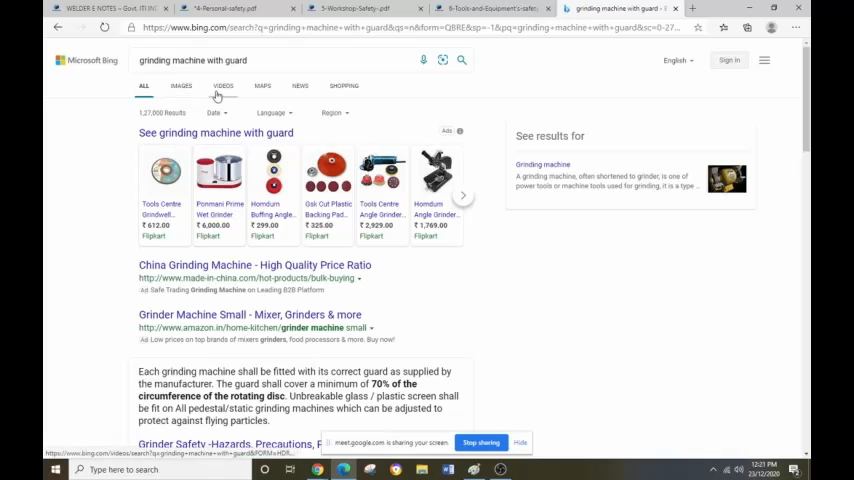 WELDER E NOTES – Govt. ITI ING
*4-Personal-safety.pdf
5-Workshop-Safety-.pdf
6-Tools-and-Equipment's-safe
grinding machine with guard -
https://www.bing.com/search?q=grinding+machine+with+guard&qs=n&form=QBRE&sp=-1&pq=grinding+machine+with+guard&sc=0-27...
Microsoft Bing
grinding machine with guard
English
Sign in
ALL
IMAGES
VIDEOS
MAPS
NEWS
SHOPPING
1,27,000 Results
Date
Language
Region
See grinding machine with guard
Ads
See results for
Grinding machine
A grinding machine, often shortened to grinder, is one of
power tools or machine tools used for grinding, it is a type ...
Tools Centre
Grindwell...
₹ 612.00
Flipkart
Ponmani Prime
Wet Grinder
₹ 6,000.00
Flipkart
Homdum
Buffing Angle...
₹ 299.00
Flipkart
Gsk Cut Plastic
Backing Pad...
₹ 325.00
Flipkart
Tools Centre
Angle Grinder...
₹ 2,929.00
Flipkart
Homdum
Angle Grinder...
₹ 1,769.00
Flipkart
China Grinding Machine - High Quality Price Ratio
http://www.made-in-china.com/hot-products/bulk-buying
Ad Safe Trading Grinding Machine on Leading B2B Platform
Grinder Machine Small - Mixer, Grinders & more
http://www.amazon.in/home-kitchen/grinder machine small
Ad Low prices on top brands of mixers grinders, food processors & more. Buy now!
Each grinding machine shall be fitted with its correct guard as supplied by
the manufacturer. The guard shall cover a minimum of 70% of the
circumference of the rotating disc. Unbreakable glass / plastic screen shall
be fit on All pedestal/static grinding machines which can be adjusted to
protect against flying particles.
Grinder Safety -Hazards, Precautions, P
meet.google.com is sharing your screen.
Stop sharing
Hide
https://www.bing.com/videos/search?q=grinding+machine+with+guard&FORM=HDR...
Type here to search
12:21 PM
23/12/2020